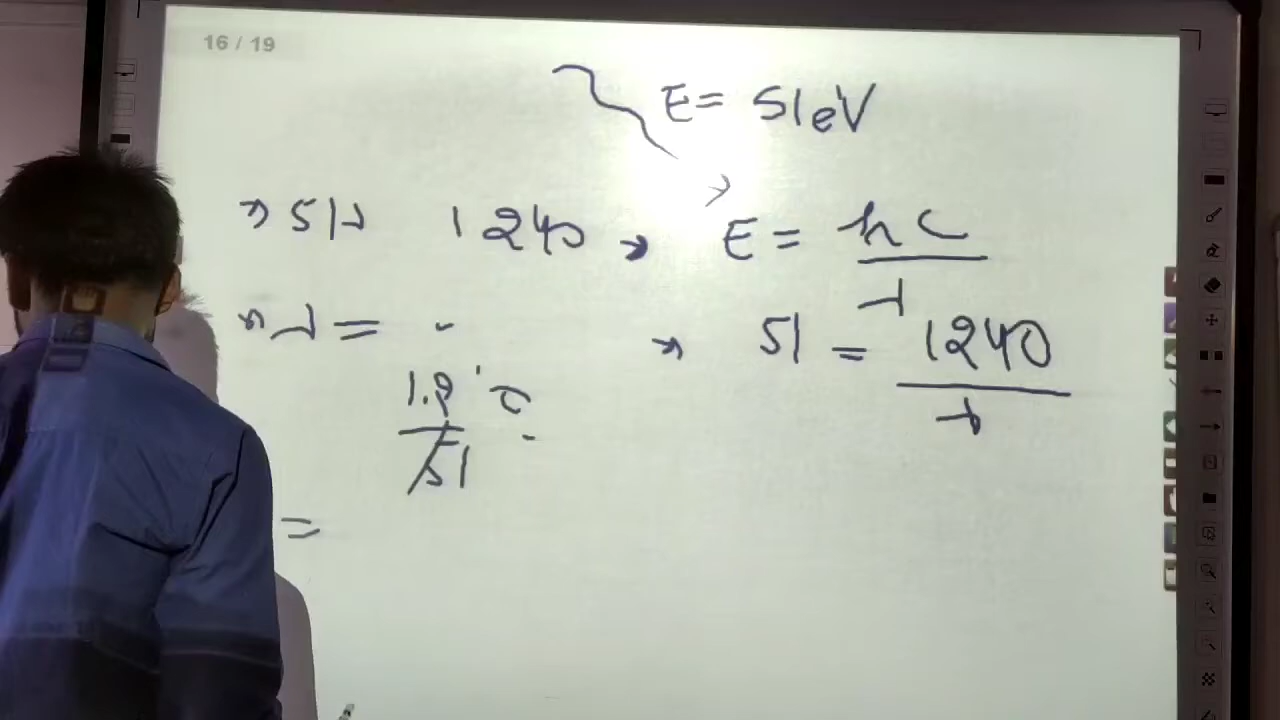 16 / 19
E = 51eV
→ 51λ 1240 → E = hc/λ
→ λ = 
→ 51 = 1240/λ
51
=